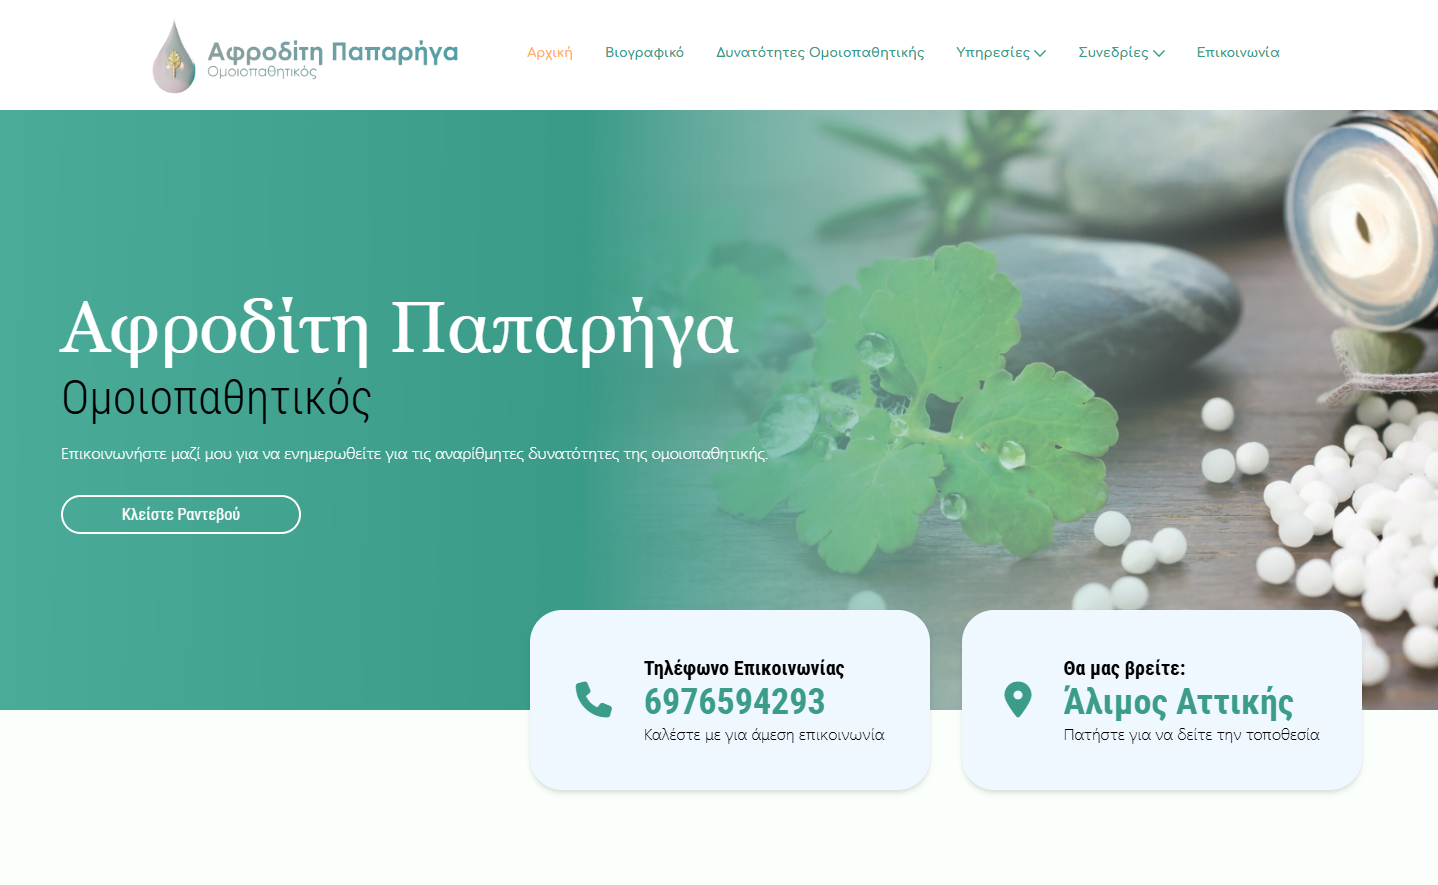 Αφροδίτη Παπαρήγα
Ομοιοπαθητικός
Αρχική Βιογραφικό Δυνατότητες Ομοιοπαθητικής Υπηρεσίες Συνεδρίες Επικοινωνία
Αφροδίτη Παπαρήγα
Ομοιοπαθητικός
Επικοινωνήστε μαζί μου για να ενημερωθείτε για τις αναρίθμητες δυνατότητες της ομοιοπαθητικής.
Κλείστε Ραντεβού
Τηλέφωνο Επικοινωνίας
6976594293
Καλέστε με για άμεση επικοινωνία
Θα μας βρείτε:
Άλιμος Αττικής
Πατήστε για να δείτε την τοποθεσία